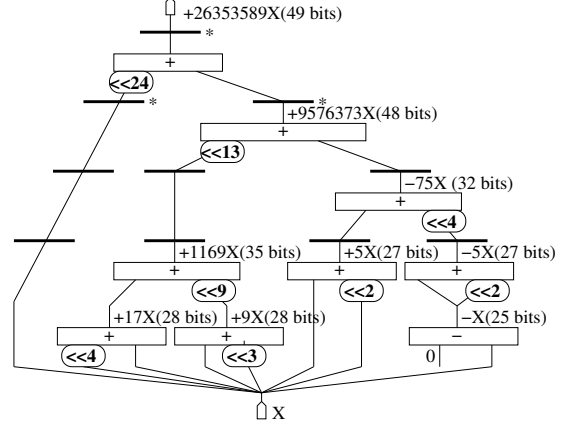 +26353589X(49 bits)
*
+
<<24
* *
+9576373X(48 bits)
+
<<13
−75X (32 bits)
+
<<4
+1169X(35 bits) +5X(27 bits) −5X(27 bits)
+ + +
<<9 <<2 <<2
+17X(28 bits) +9X(28 bits) −X(25 bits)
+ + −
<<4 <<3 0
X